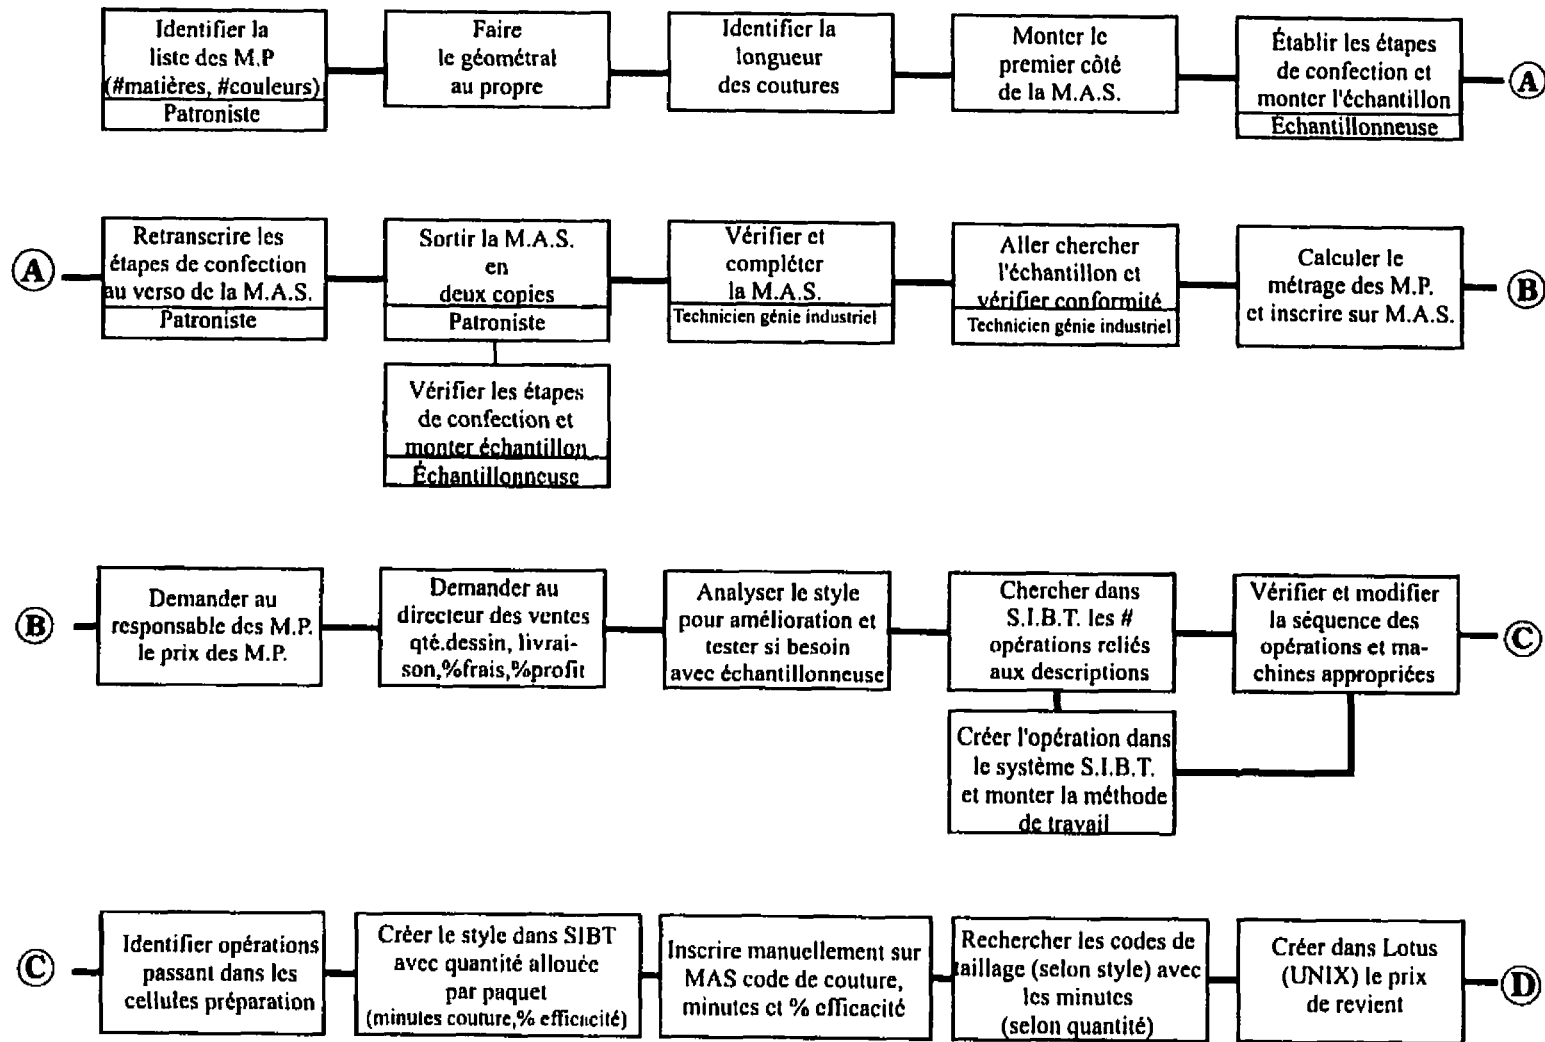 Identifier la
liste des M.P
(#matières, #couleurs)
Patroniste
Faire
le géométral
au propre
Identifier la
longueur
des coutures
Monter le
premier côté
de la M.A.S.
Établir les étapes
de confection et
monter l'échantillon
Échantillonneuse
A
A
Retranscrire les
étapes de confection
au verso de la M.A.S.
Patroniste
Sortir la M.A.S.
en
deux copies
Patroniste
Vérifier les étapes
de confection et
monter échantillon
Échantillonneuse
Vérifier et
compléter
la M.A.S.
Technicien génie industriel
Aller chercher
l'échantillon et
vérifier conformité
Technicien génie industriel
Calculer le
métrage des M.P.
et inscrire sur M.A.S.
B
B
Demander au
responsable des M.P.
le prix des M.P.
Demander au
directeur des ventes
qté.dessin, livrai-
son,%frais,%profit
Analyser le style
pour amélioration et
tester si besoin
avec échantillonneuse
Chercher dans
S.I.B.T. les #
opérations reliés
aux descriptions
Créer l'opération dans
le système S.I.B.T.
et monter la méthode
de travail
Vérifier et modifier
la séquence des
opérations et ma-
chines appropriées
C
C
Identifier opérations
passant dans les
cellules préparation
Créer le style dans SIBT
avec quantité allouée
par paquet
(minutes couture,% efficacité)
Inscrire manuellement sur
MAS code de couture,
minutes et % efficacité
Rechercher les codes de
taillage (selon style) avec
les minutes
(selon quantité)
Créer dans Lotus
(UNIX) le prix
de revient
D